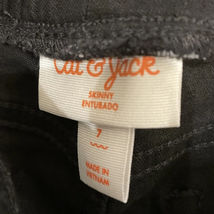 Cat & Jack
SKINNY
ENTUBADO
7
MADE IN
VIETNAM